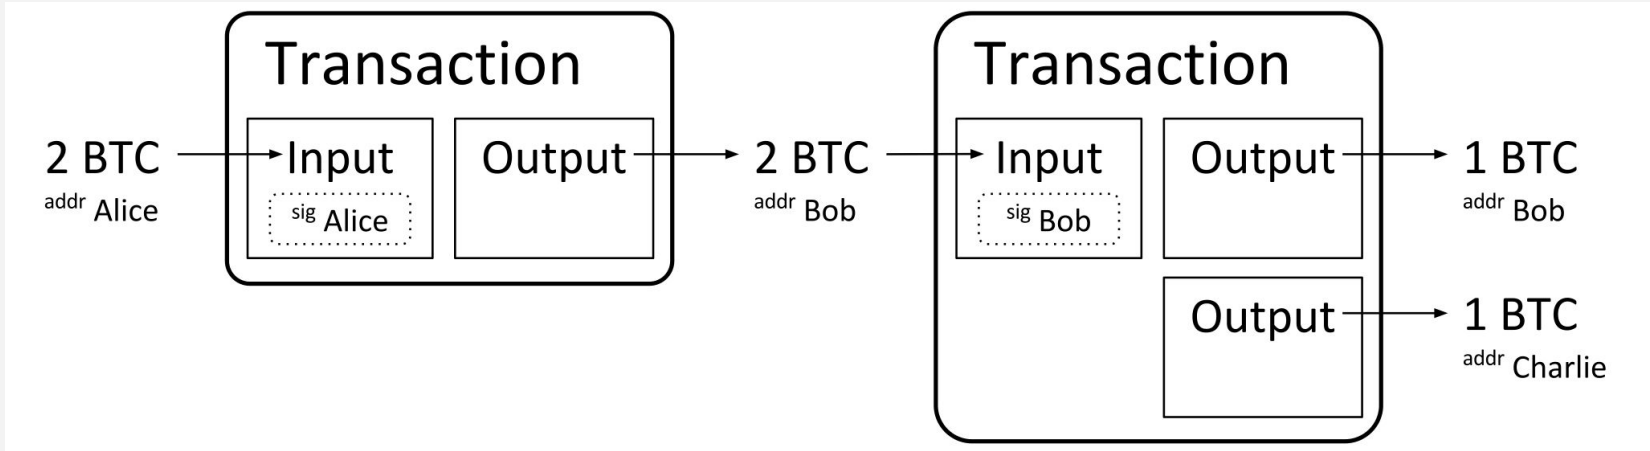 Transaction
2 BTC
addr Alice
Input
sig Alice
Output
2 BTC
addr Bob
Transaction
Input
sig Bob
Output
1 BTC
addr Bob
Output
1 BTC
addr Charlie